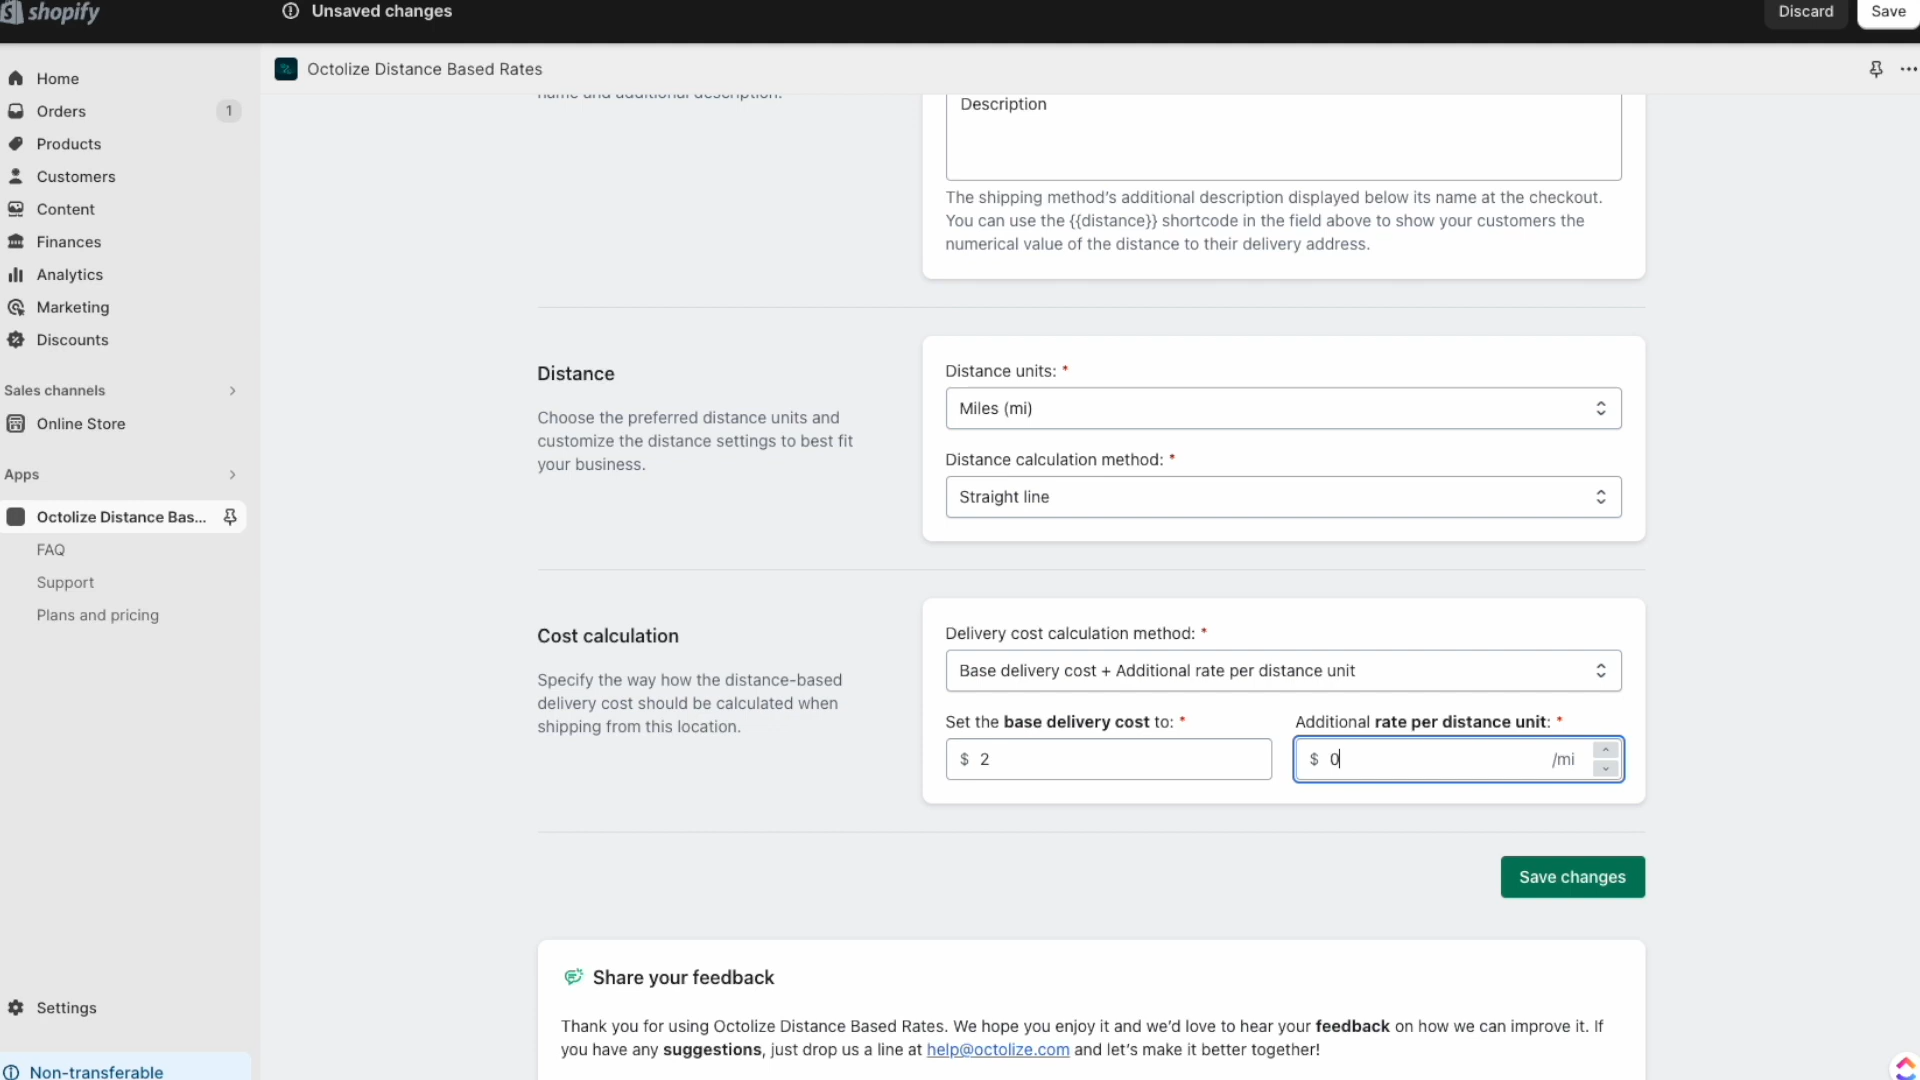 shopify
Unsaved changes
Discard
Save
Home
Orders
1
Products
Customers
Content
Finances
Analytics
Marketing
Discounts
Sales channels
Online Store
Apps
Octolize Distance Bas...
FAQ
Support
Plans and pricing
Settings
Non-transferable
Octolize Distance Based Rates
name and additional description.
Description
The shipping method's additional description displayed below its name at the checkout.
You can use the {{distance}} shortcode in the field above to show your customers the
numerical value of the distance to their delivery address.
Distance
Choose the preferred distance units and
customize the distance settings to best fit
your business.
Distance units: *
Miles (mi)
Distance calculation method: *
Straight line
Cost calculation
Specify the way how the distance-based
delivery cost should be calculated when
shipping from this location.
Delivery cost calculation method: *
Base delivery cost + Additional rate per distance unit
Set the base delivery cost to: *
$ 2
Additional rate per distance unit: *
$ 0 /mi
Save changes
Share your feedback
Thank you for using Octolize Distance Based Rates. We hope you enjoy it and we'd love to hear your feedback on how we can improve it. If
you have any suggestions, just drop us a line at help@octolize.com and let's make it better together!